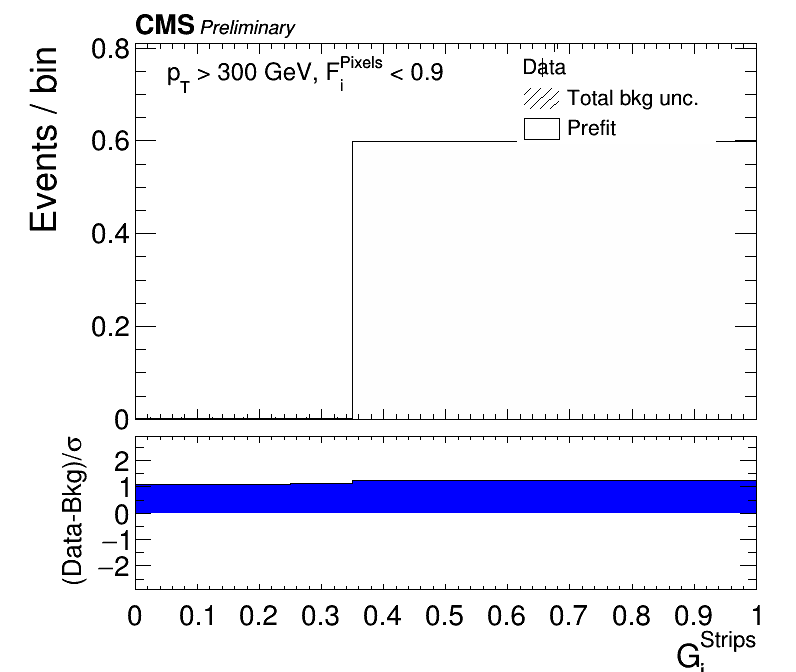 CMS Preliminary
0.8
0.6
0.4
0.2
0
Events / bin
p_T > 300 GeV, F_i^Pixels < 0.9
Data
Total bkg unc.
Prefit
2
1
0
−1
−2
(Data-Bkg)/σ
0 0.1 0.2 0.3 0.4 0.5 0.6 0.7 0.8 0.9 1
G_i^Strips